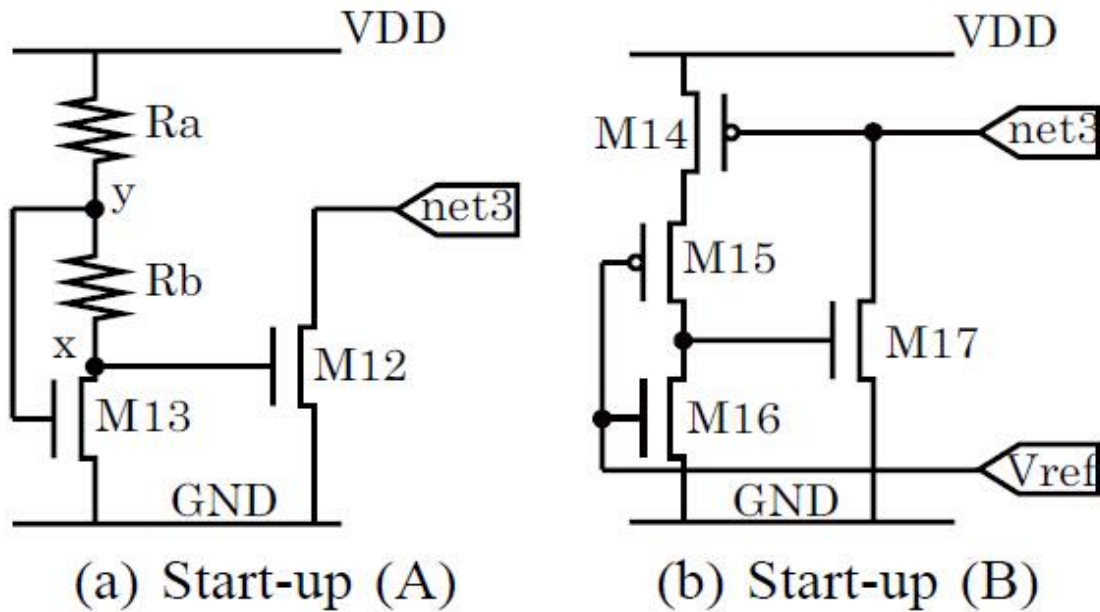 VDD
Ra
y
Rb
x
M13
M12
net3
GND
(a) Start-up (A)
VDD
M14
net3
M15
M17
M16
Vref
GND
(b) Start-up (B)